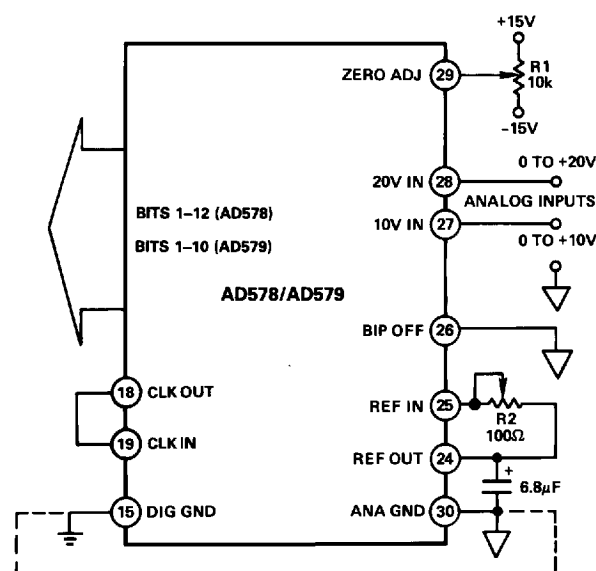 +15V
ZERO ADJ 29 R1
10k
−15V
0 TO +20V
20V IN 28
ANALOG INPUTS
BITS 1–12 (AD578)
10V IN 27
0 TO +10V
BITS 1–10 (AD579)
AD578/AD579
BIP OFF 26
18 CLK OUT
REF IN 25
R2
100Ω
19 CLK IN
REF OUT 24
+
6.8μF
15 DIG GND
ANA GND 30